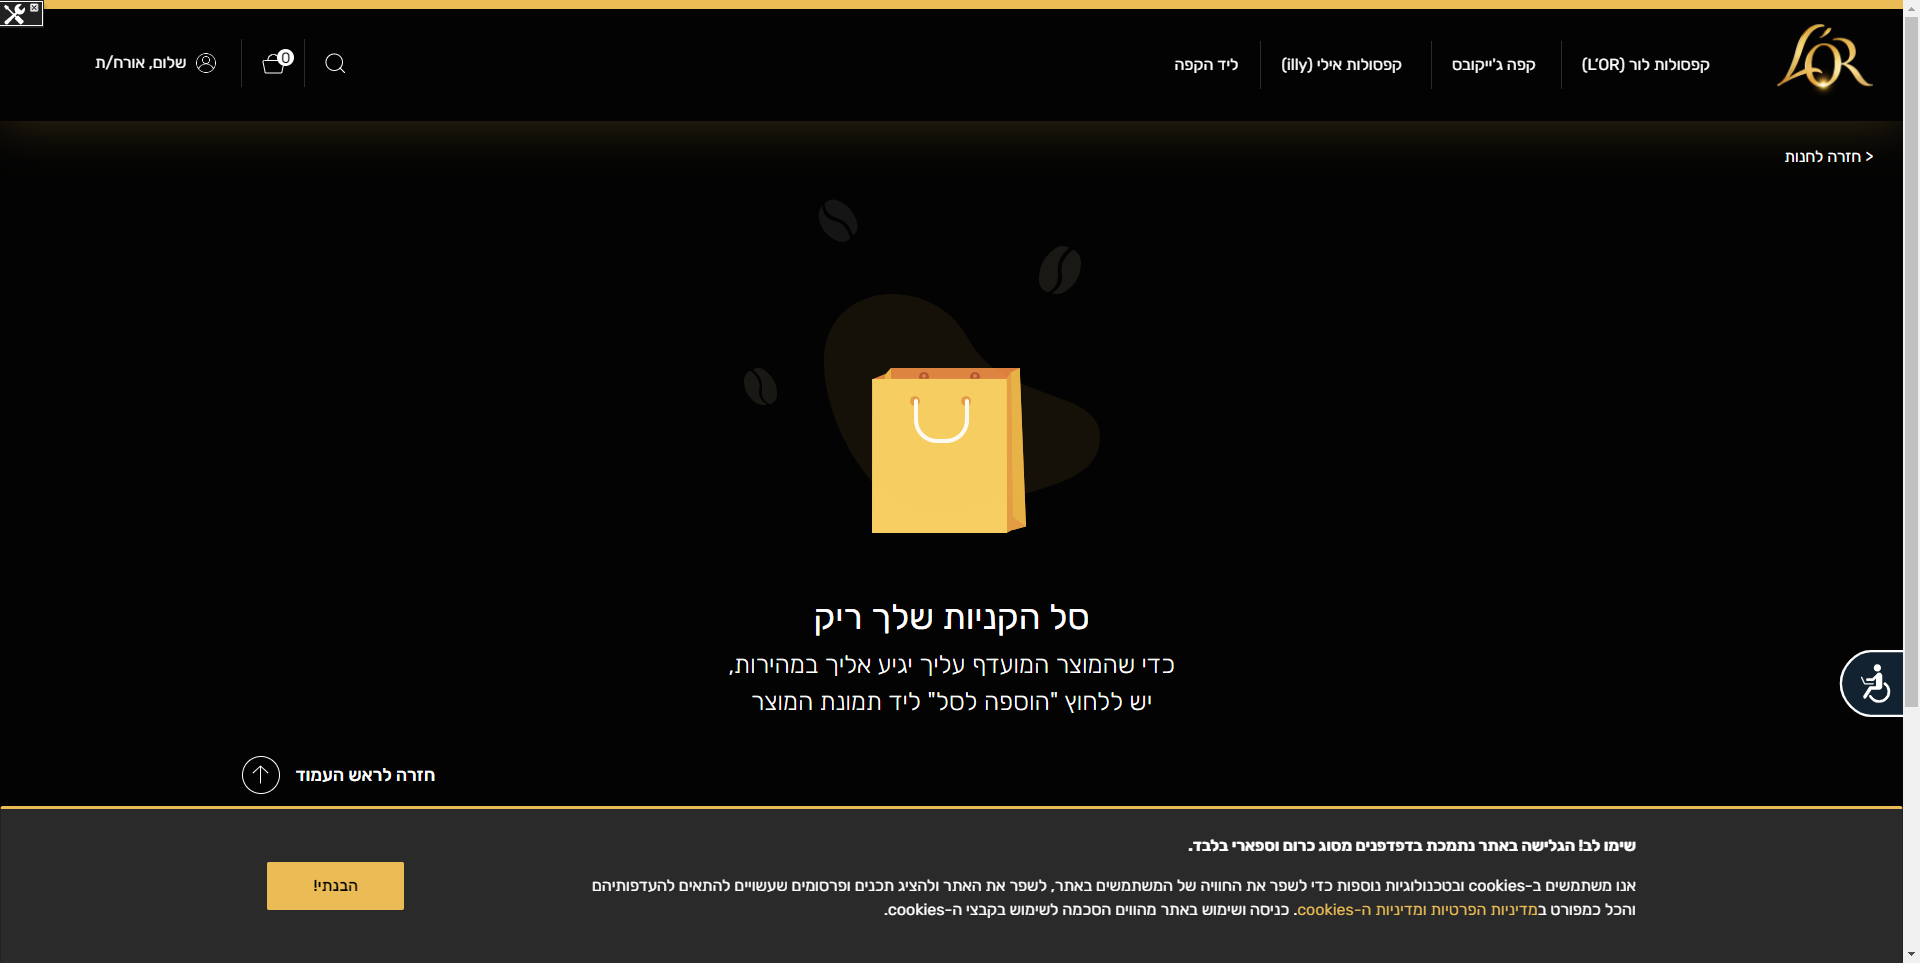 L'OR
קפסולות לור (L'OR)
קפה ג'ייקובס
קפסולות אילי (illy)
ליד הקפה
0
שלום, אורח/ת
< חזרה לחנות
סל הקניות שלך ריק
כדי שהמוצר המועדף עליך יגיע אליך במהירות,
יש ללחוץ "הוספה לסל" ליד תמונת המוצר
חזרה לראש העמוד
שימו לב! הגלישה באתר נתמכת בדפדפנים מסוג כרום וספארי בלבד.
אנו משתמשים ב-cookies ובטכנולוגיות נוספות כדי לשפר את החוויה של המשתמשים באתר, לשפר את האתר ולהציג תכנים ופרסומים שעשויים להתאים להעדפותיהם
והכל כמפורט במדיניות הפרטיות ומדיניות ה-cookies. כניסה ושימוש באתר מהווים הסכמה לשימוש בקבצי ה-cookies.
הבנתי!